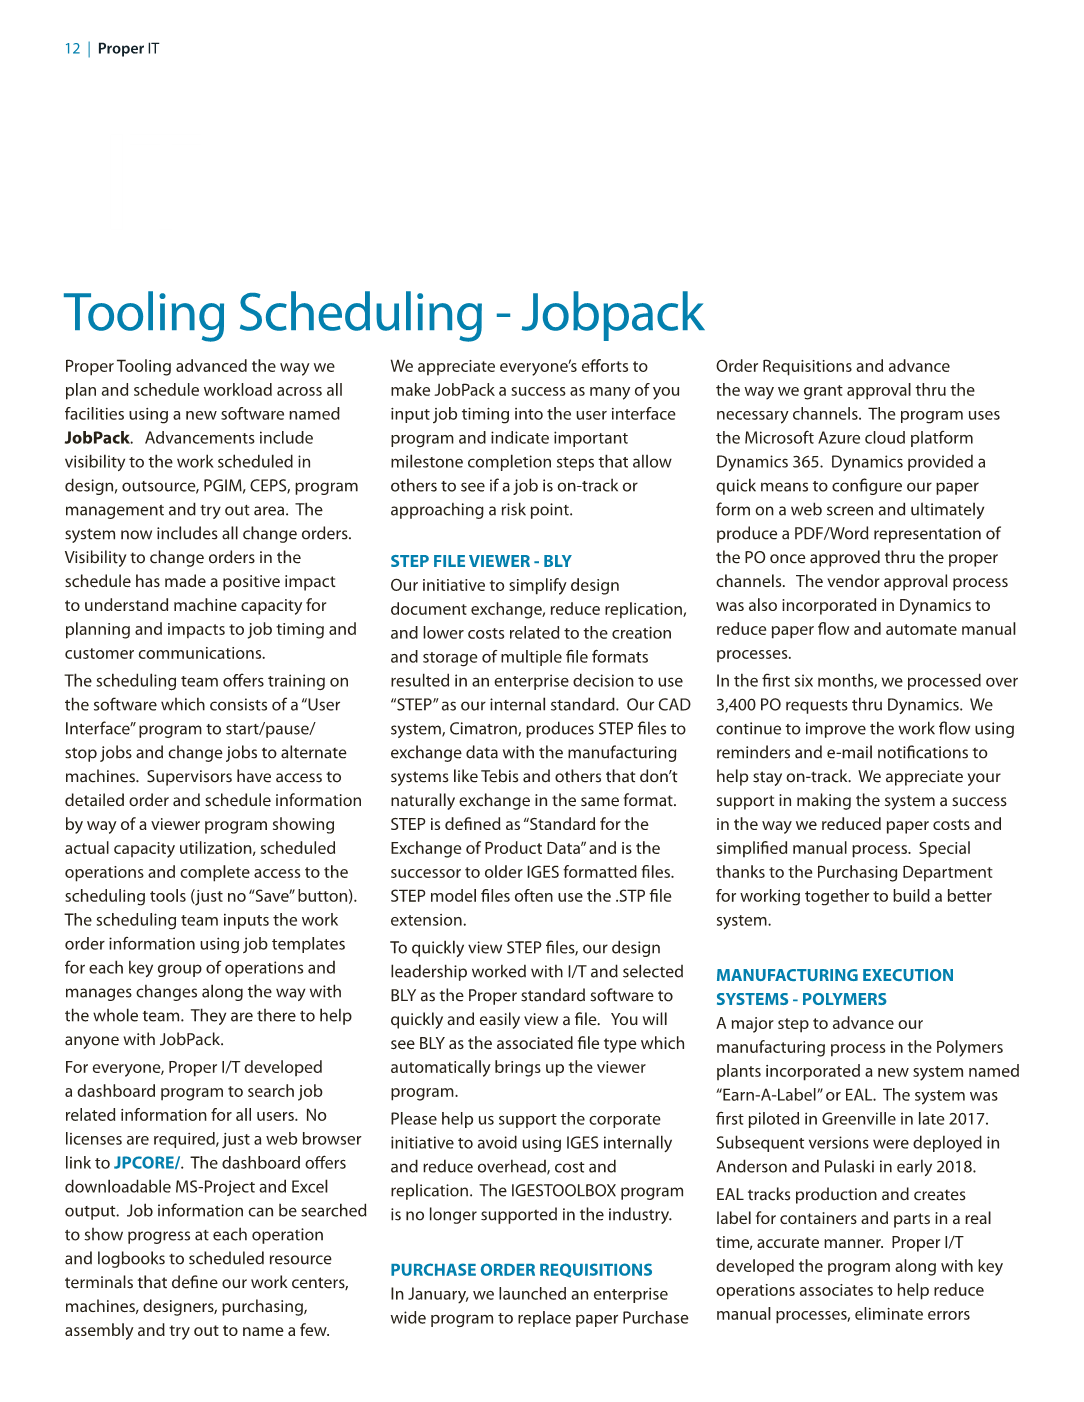 12 | Proper IT
Tooling Scheduling - Jobpack
Proper Tooling advanced the way we
plan and schedule workload across all
facilities using a new software named
JobPack.   Advancements include
visibility to the work scheduled in
design, outsource, PGIM, CEPS, program
management and try out area.  The
system now includes all change orders.
Visibility to change orders in the
schedule has made a positive impact
to understand machine capacity for
planning and impacts to job timing and
customer communications.
The scheduling team offers training on
the software which consists of a “User
Interface” program to start/pause/
stop jobs and change jobs to alternate
machines.  Supervisors have access to
detailed order and schedule information
by way of a viewer program showing
actual capacity utilization, scheduled
operations and complete access to the
scheduling tools (just no “Save” button).
The scheduling team inputs the work
order information using job templates
for each key group of operations and
manages changes along the way with
the whole team.  They are there to help
anyone with JobPack.
For everyone, Proper I/T developed
a dashboard program to search job
related information for all users.  No
licenses are required, just a web browser
link to JPCORE/.  The dashboard offers
downloadable MS-Project and Excel
output.  Job information can be searched
to show progress at each operation
and logbooks to scheduled resource
terminals that define our work centers,
machines, designers, purchasing,
assembly and try out to name a few.
We appreciate everyone’s efforts to
make JobPack a success as many of you
input job timing into the user interface
program and indicate important
milestone completion steps that allow
others to see if a job is on-track or
approaching a risk point.
STEP FILE VIEWER - BLY
Our initiative to simplify design
document exchange, reduce replication,
and lower costs related to the creation
and storage of multiple file formats
resulted in an enterprise decision to use
“STEP” as our internal standard.  Our CAD
system, Cimatron, produces STEP files to
exchange data with the manufacturing
systems like Tebis and others that don’t
naturally exchange in the same format.
STEP is defined as “Standard for the
Exchange of Product Data” and is the
successor to older IGES formatted files.
STEP model files often use the .STP file
extension.
To quickly view STEP files, our design
leadership worked with I/T and selected
BLY as the Proper standard software to
quickly and easily view a file.   You will
see BLY as the associated file type which
automatically brings up the viewer
program.
Please help us support the corporate
initiative to avoid using IGES internally
and reduce overhead, cost and
replication.  The IGESTOOLBOX program
is no longer supported in the industry.
PURCHASE ORDER REQUISITIONS
In January, we launched an enterprise
wide program to replace paper Purchase
Order Requisitions and advance
the way we grant approval thru the
necessary channels.  The program uses
the Microsoft Azure cloud platform
Dynamics 365.  Dynamics provided a
quick means to configure our paper
form on a web screen and ultimately
produce a PDF/Word representation of
the PO once approved thru the proper
channels.   The vendor approval process
was also incorporated in Dynamics to
reduce paper flow and automate manual
processes.
In the first six months, we processed over
3,400 PO requests thru Dynamics.  We
continue to improve the work flow using
reminders and e-mail notifications to
help stay on-track.  We appreciate your
support in making the system a success
in the way we reduced paper costs and
simplified manual process.  Special
thanks to the Purchasing Department
for working together to build a better
system.
MANUFACTURING EXECUTION
SYSTEMS - POLYMERS
A major step to advance our
manufacturing process in the Polymers
plants incorporated a new system named
“Earn-A-Label” or EAL.  The system was
first piloted in Greenville in late 2017.
Subsequent versions were deployed in
Anderson and Pulaski in early 2018.
EAL tracks production and creates
label for containers and parts in a real
time, accurate manner.  Proper I/T
developed the program along with key
operations associates to help reduce
manual processes, eliminate errors